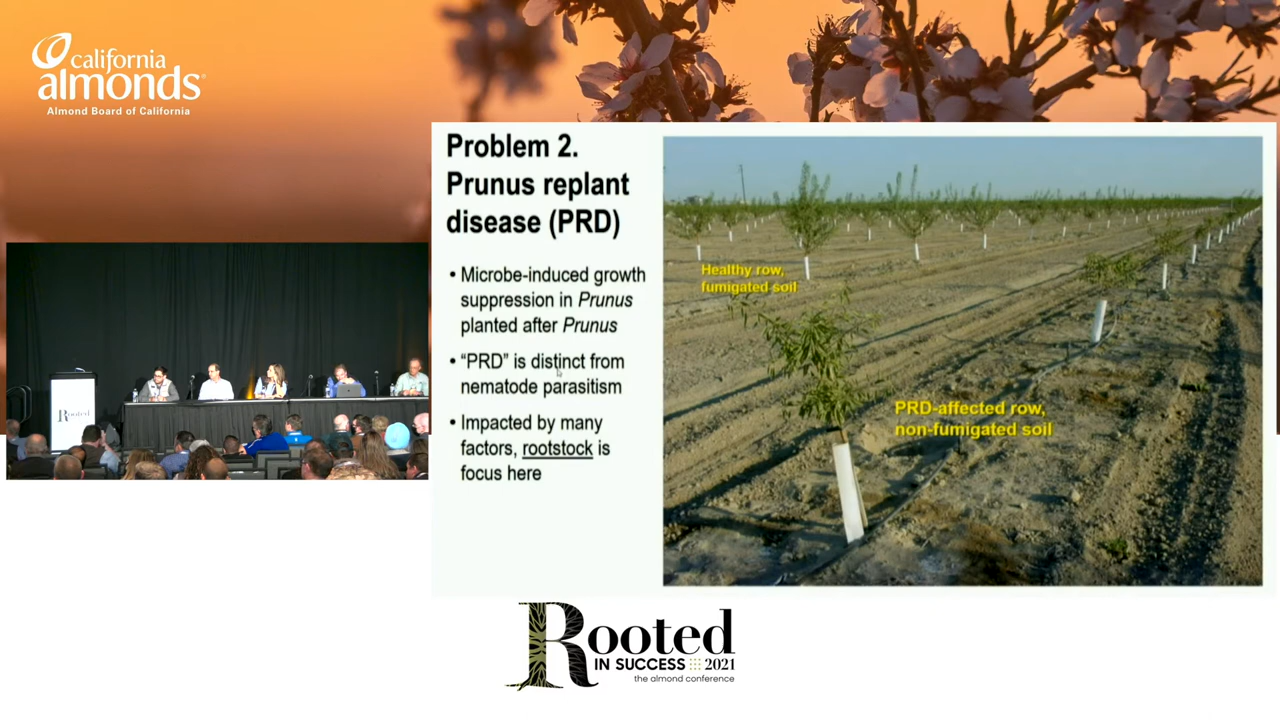 california
almonds
Almond Board of California
Problem 2.
Prunus replant
disease (PRD)
• Microbe-induced growth
suppression in Prunus
planted after Prunus
• “PRD” is distinct from
nematode parasitism
• Impacted by many
factors, rootstock is
focus here
Healthy row,
fumigated soil
PRD-affected row,
non-fumigated soil
Rooted
Rooted
IN SUCCESS 2021
the almond conference